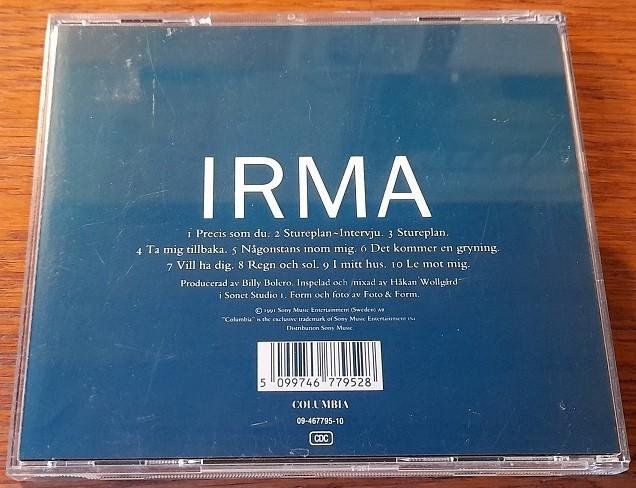 IRMA
1 Precis som du. 2 Stureplan~Intervju. 3 Stureplan.
4 Ta mig tillbaka. 5 Någonstans inom mig. 6 Det kommer en gryning.
7 Vill ha dig. 8 Regn och sol. 9 I mitt hus. 10 Le mot mig.
Producerad av Billy Bolero. Inspelad och mixad av Håkan Wollgård
i Sonet Studio 1. Form och foto av Foto & Form.
© 1991 Sony Music Entertainment (Sweden) AB
"Columbia" is the exclusive trademark of Sony Music Entertainment INC.
Distribution Sony Music
5 099746 779528
COLUMBIA
09-467795-10
CDC